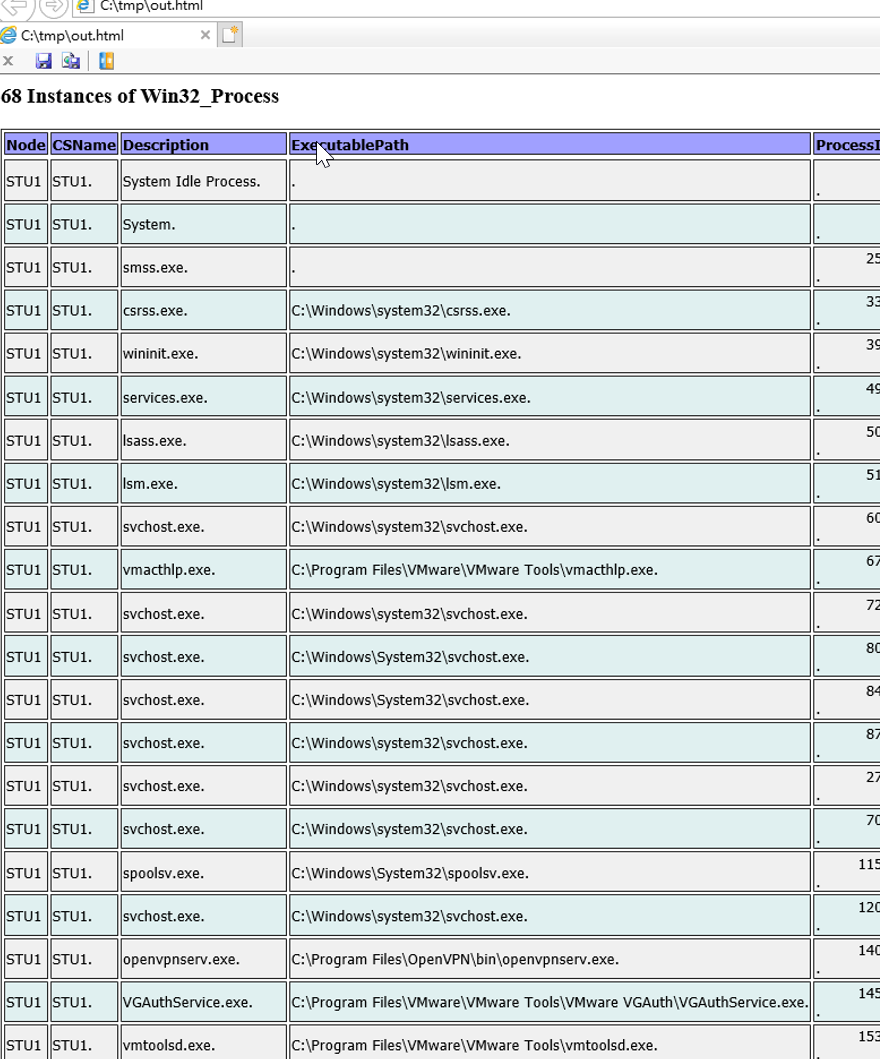 C:\tmp\out.html
C:\tmp\out.html
68 Instances of Win32_Process
Node CSName Description ExecutablePath
STU1 STU1. System Idle Process. . .
STU1 STU1. System. . .
STU1 STU1. smss.exe. . 25 .
STU1 STU1. csrss.exe. C:\Windows\system32\csrss.exe. 33 .
STU1 STU1. wininit.exe. C:\Windows\system32\wininit.exe. 39 .
STU1 STU1. services.exe. C:\Windows\system32\services.exe. 49 .
STU1 STU1. lsass.exe. C:\Windows\system32\lsass.exe. 50 .
STU1 STU1. lsm.exe. C:\Windows\system32\lsm.exe. 51 .
STU1 STU1. svchost.exe. C:\Windows\system32\svchost.exe. 60 .
STU1 STU1. vmacthlp.exe. C:\Program Files\VMware\VMware Tools\vmacthlp.exe. 67 .
STU1 STU1. svchost.exe. C:\Windows\system32\svchost.exe. 72 .
STU1 STU1. svchost.exe. C:\Windows\System32\svchost.exe. 80 .
STU1 STU1. svchost.exe. C:\Windows\System32\svchost.exe. 84 .
STU1 STU1. svchost.exe. C:\Windows\system32\svchost.exe. 87 .
STU1 STU1. svchost.exe. C:\Windows\system32\svchost.exe. 27 .
STU1 STU1. svchost.exe. C:\Windows\system32\svchost.exe. 70 .
STU1 STU1. spoolsv.exe. C:\Windows\System32\spoolsv.exe. 115 .
STU1 STU1. svchost.exe. C:\Windows\system32\svchost.exe. 120 .
STU1 STU1. openvpnserv.exe. C:\Program Files\OpenVPN\bin\openvpnserv.exe. 140 .
STU1 STU1. VGAuthService.exe. C:\Program Files\VMware\VMware Tools\VMware VGAuth\VGAuthService.exe. 145 .
STU1 STU1. vmtoolsd.exe. C:\Program Files\VMware\VMware Tools\vmtoolsd.exe. 153